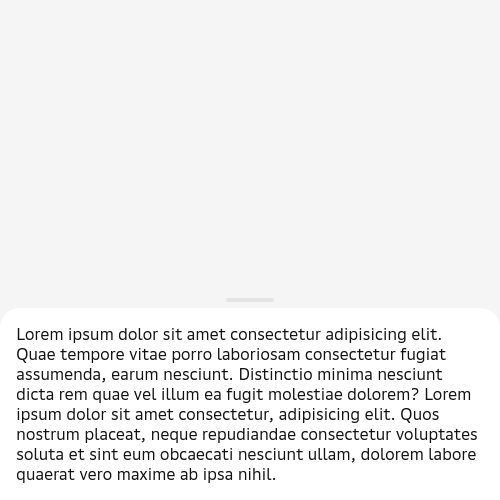 Lorem ipsum dolor sit amet consectetur adipisicing elit.
Quae tempore vitae porro laboriosam consectetur fugiat
assumenda, earum nesciunt. Distinctio minima nesciunt
dicta rem quae vel illum ea fugit molestiae dolorem? Lorem
ipsum dolor sit amet consectetur, adipisicing elit. Quos
nostrum placeat, neque repudiandae consectetur voluptates
soluta et sint eum obcaecati nesciunt ullam, dolorem labore
quaerat vero maxime ab ipsa nihil.